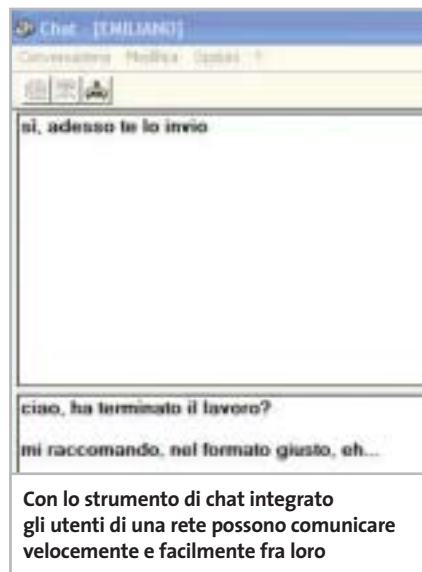 Chat - [EMILIANO]
Conversazione Modifica Opzioni ?
sì, adesso te lo invio
ciao, ha terminato il lavoro?
mi raccomando, nel formato giusto, eh...
Con lo strumento di chat integrato
gli utenti di una rete possono comunicare
velocemente e facilmente fra loro